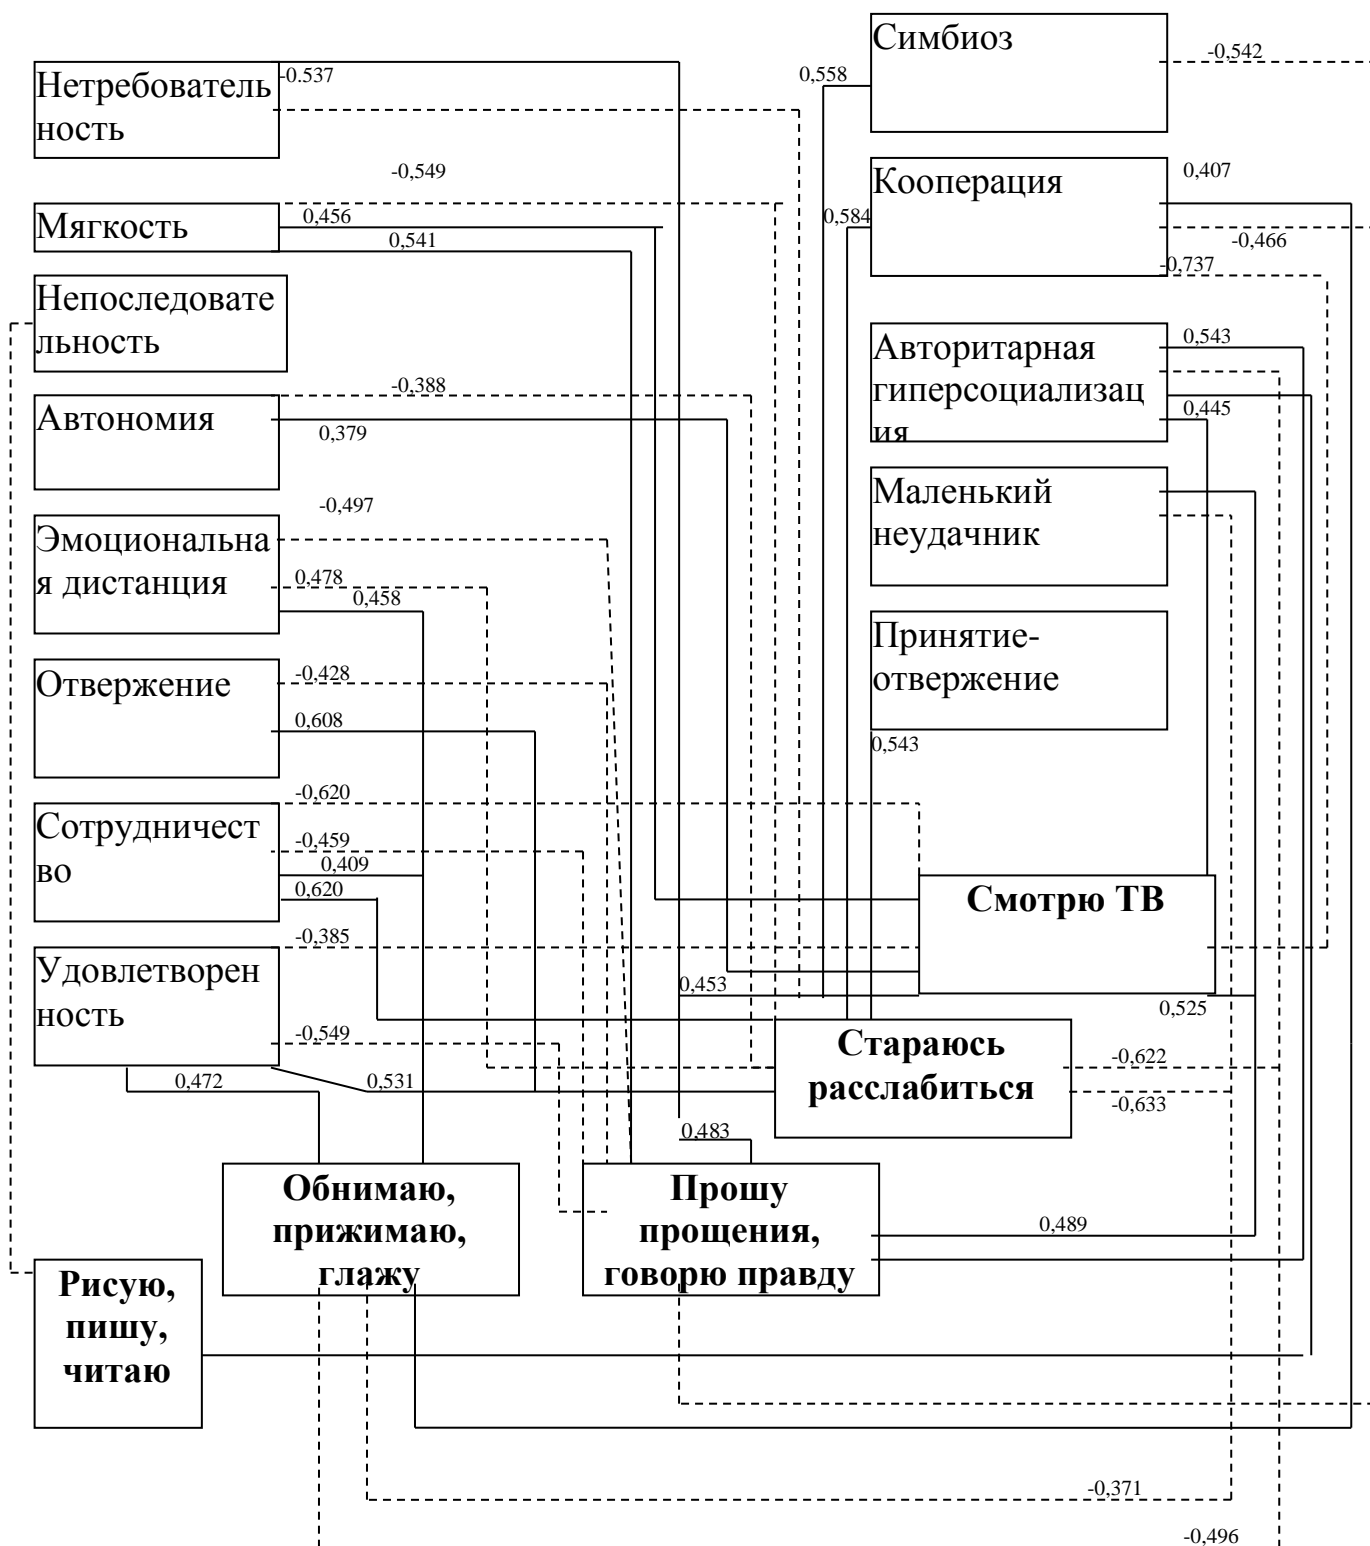 Симбиоз
-0,542
0,558
Нетребователь
ность
-0.537
-0,549
Кооперация
0,407
0,584
-0,466
-0,737
Мягкость
0,456
0,541
Непоследовате
льность
Авторитарная
гиперсоциализац
ия
0,543
0,445
-0,388
Автономия
0,379
Маленький
неудачник
-0,497
Эмоциональна
я дистанция
0,478
0,458
Принятие-
отвержение
0,543
Отвержение
-0,428
0,608
Сотрудничест
во
-0,620
-0,459
0,409
0,620
Смотрю ТВ
Удовлетворен
ность
-0,385
-0,549
0,453
0,525
Стараюсь
расслабиться
-0,622
-0,633
0,472
0,531
0,483
Обнимаю,
прижимаю,
глажу
Прошу
прощения,
говорю правду
0,489
Рисую,
пишу,
читаю
-0,371
-0,496